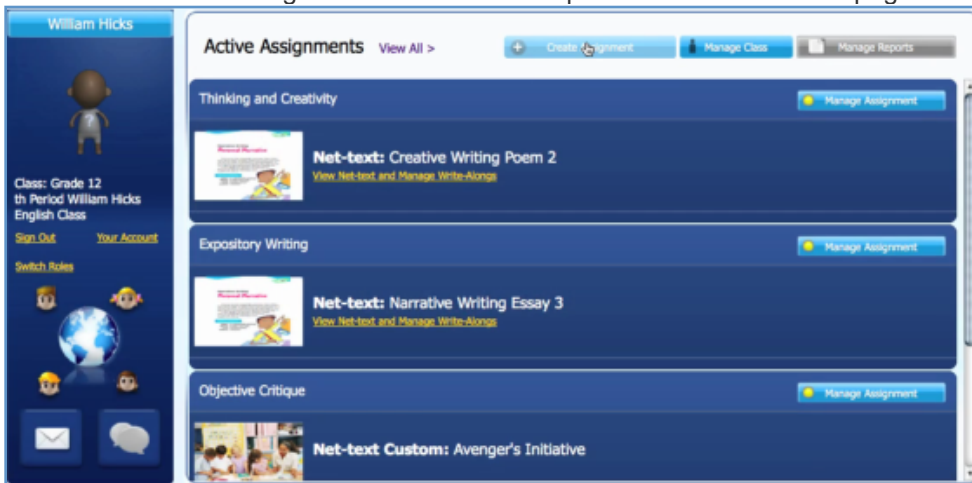 William Hicks
Class: Grade 12
th Period William Hicks
English Class
Sign Out Your Account
Switch Roles
Active Assignments View All >
Create Assignment
Manage Class
Manage Reports
Thinking and Creativity
Manage Assignment
Net-text: Creative Writing Poem 2
View Net-text and Manage Write-Alongs
Expository Writing
Manage Assignment
Net-text: Narrative Writing Essay 3
View Net-text and Manage Write-Alongs
Objective Critique
Manage Assignment
Net-text Custom: Avenger's Initiative